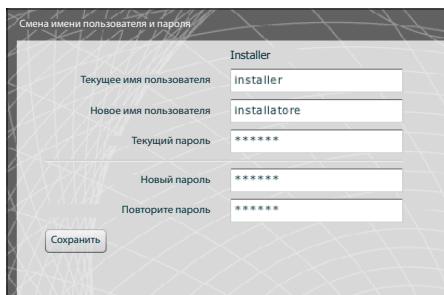 Смена имени пользователя и пароля
Installer
Текущее имя пользователя installer
Новое имя пользователя installatore
Текущий пароль ******
Новый пароль ******
Повторите пароль ******
Сохранить